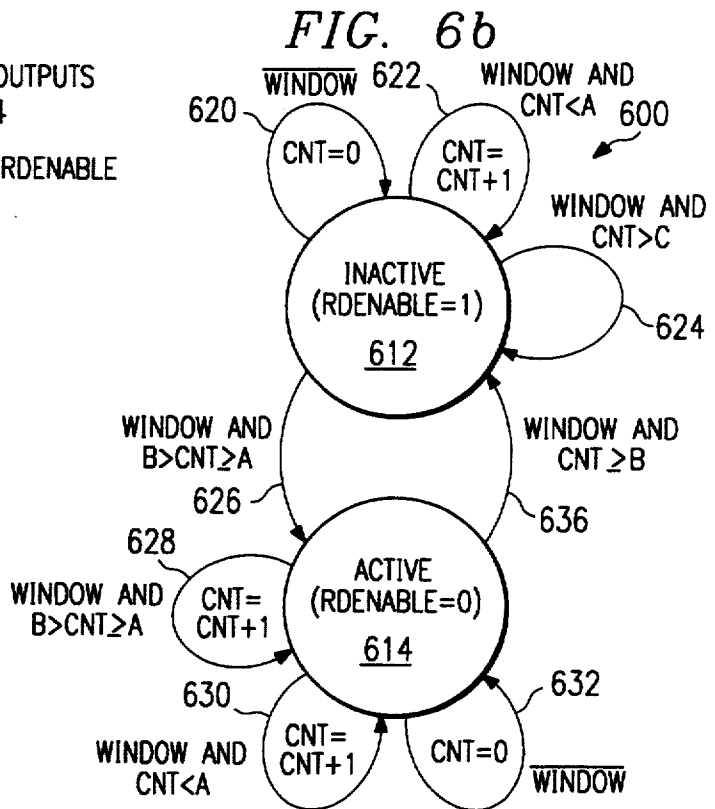 FIG. 6b
OUTPUTS
4
RDENABLE
WINDOW
620
CNT=0
622
CNT=
CNT+1
WINDOW AND
CNT<A
600
WINDOW AND
CNT>C
624
INACTIVE
(RDENABLE=1)
612
WINDOW AND
B>CNT≥A
626
WINDOW AND
CNT≥B
636
628
WINDOW AND
B>CNT≥A
CNT=
CNT+1
ACTIVE
(RDENABLE=0)
614
630
WINDOW AND
CNT<A
CNT=
CNT+1
CNT=0
632
WINDOW